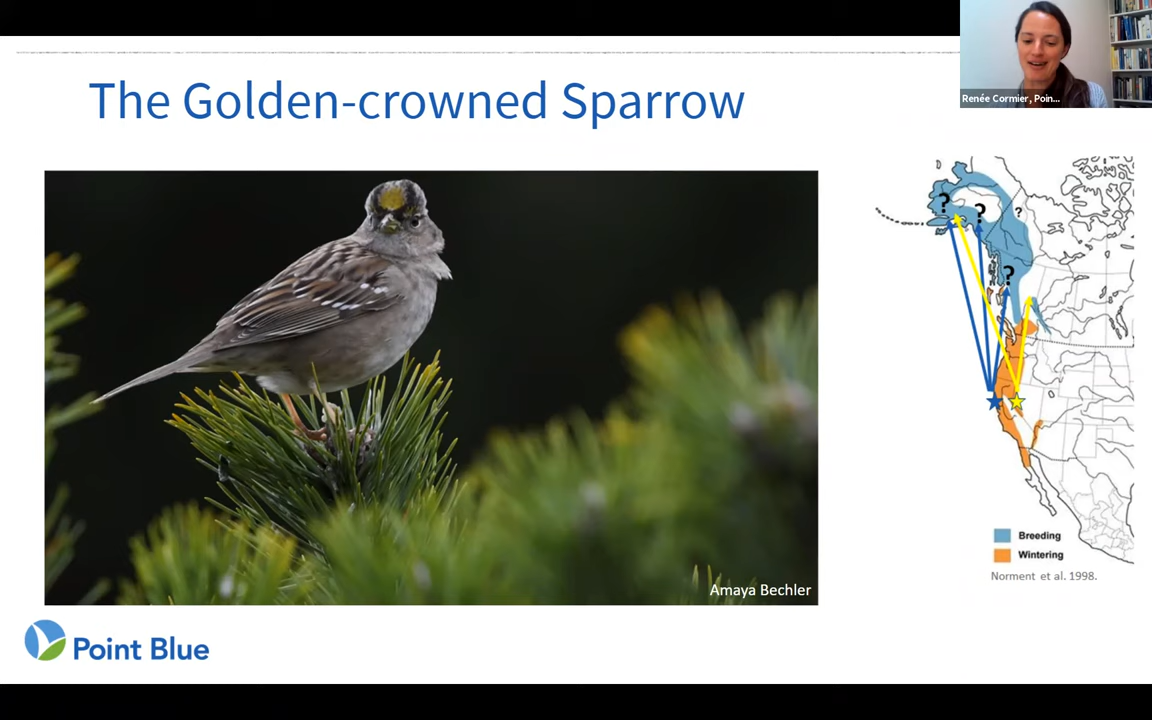 The Golden-crowned Sparrow
Renée Cormier, Poin...
?
?
?
?
Breeding
Wintering
Norment et al. 1998.
Amaya Bechler
Point Blue